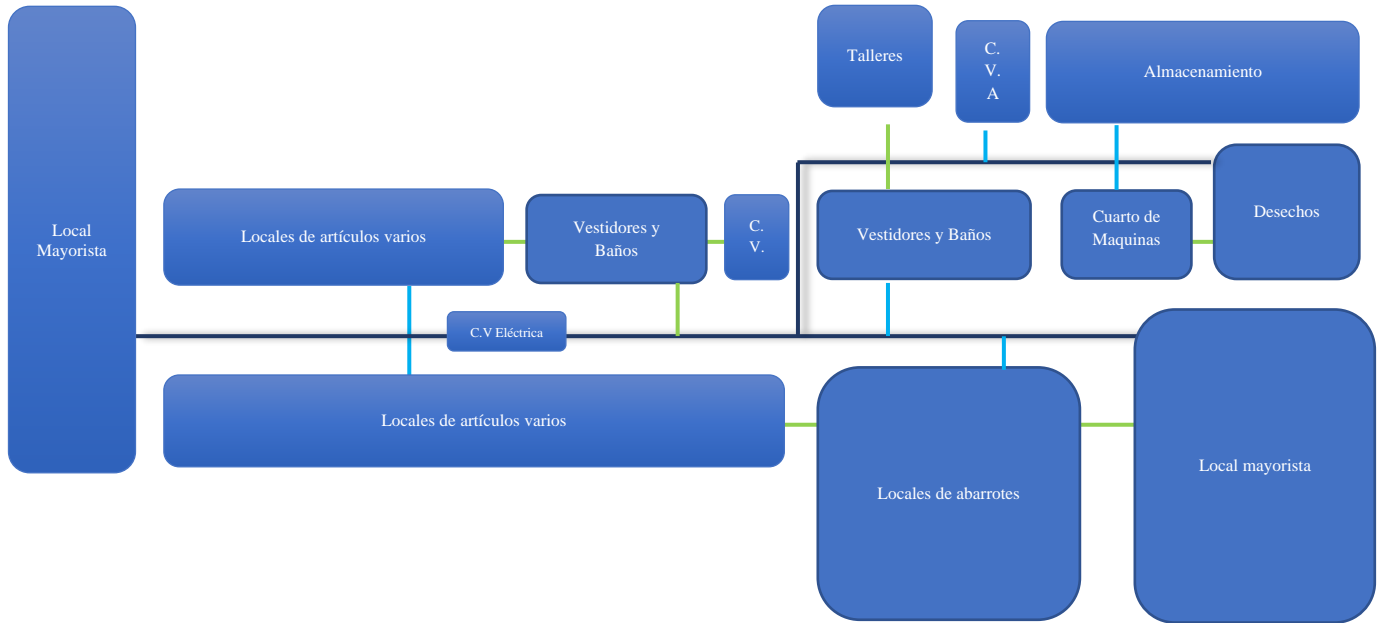 Local
Mayorista
Talleres
C.
V.
A
Almacenamiento
Locales de artículos varios
Vestidores y
Baños
C.
V.
Vestidores y Baños
Cuarto de
Maquinas
Desechos
C.V Eléctrica
Locales de artículos varios
Locales de abarrotes
Local mayorista